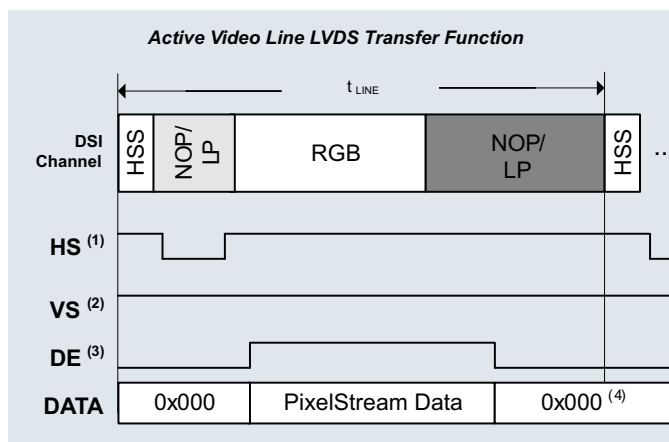 Active Video Line LVDS Transfer Function
t LINE
DSI
Channel
HSS
NOP/
LP
RGB
NOP/
LP
HSS
...
HS (1)
VS (2)
DE (3)
DATA
0x000
PixelStream Data
0x000 (4)